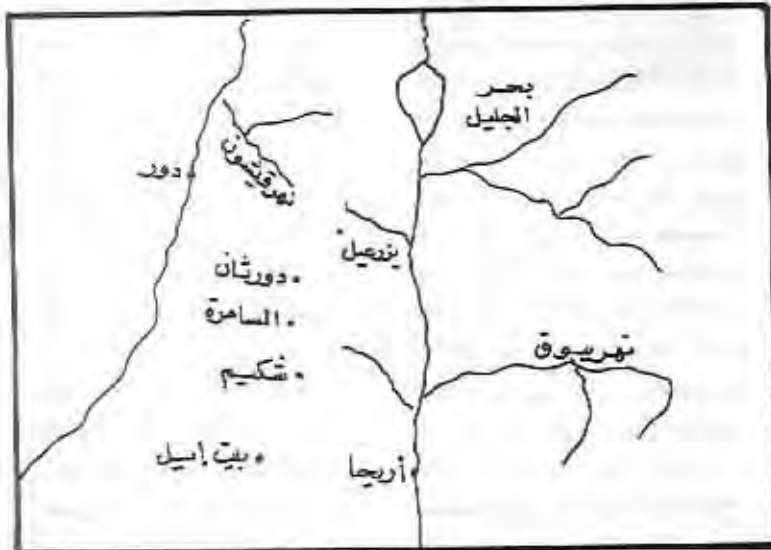 بحر
الجليل
نهر قيشون
دور
يزرعيل
دورثان
السامرة
نهر يبوق
شكيم
بيت إيل
أريحا